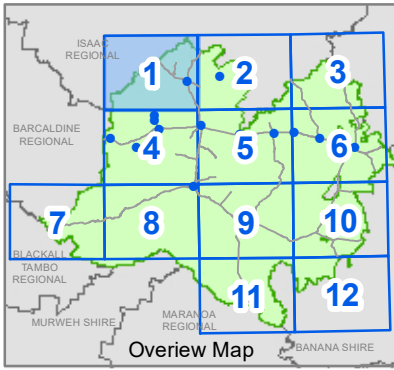 ISAAC
REGIONAL
1
2
3
BARCALDINE
REGIONAL
4
5
6
7
8
9
10
BLACKALL
TAMBO
REGIONAL
11
12
MURWEH SHIRE
MARANOA
REGIONAL
BANANA SHIRE
Overiew Map